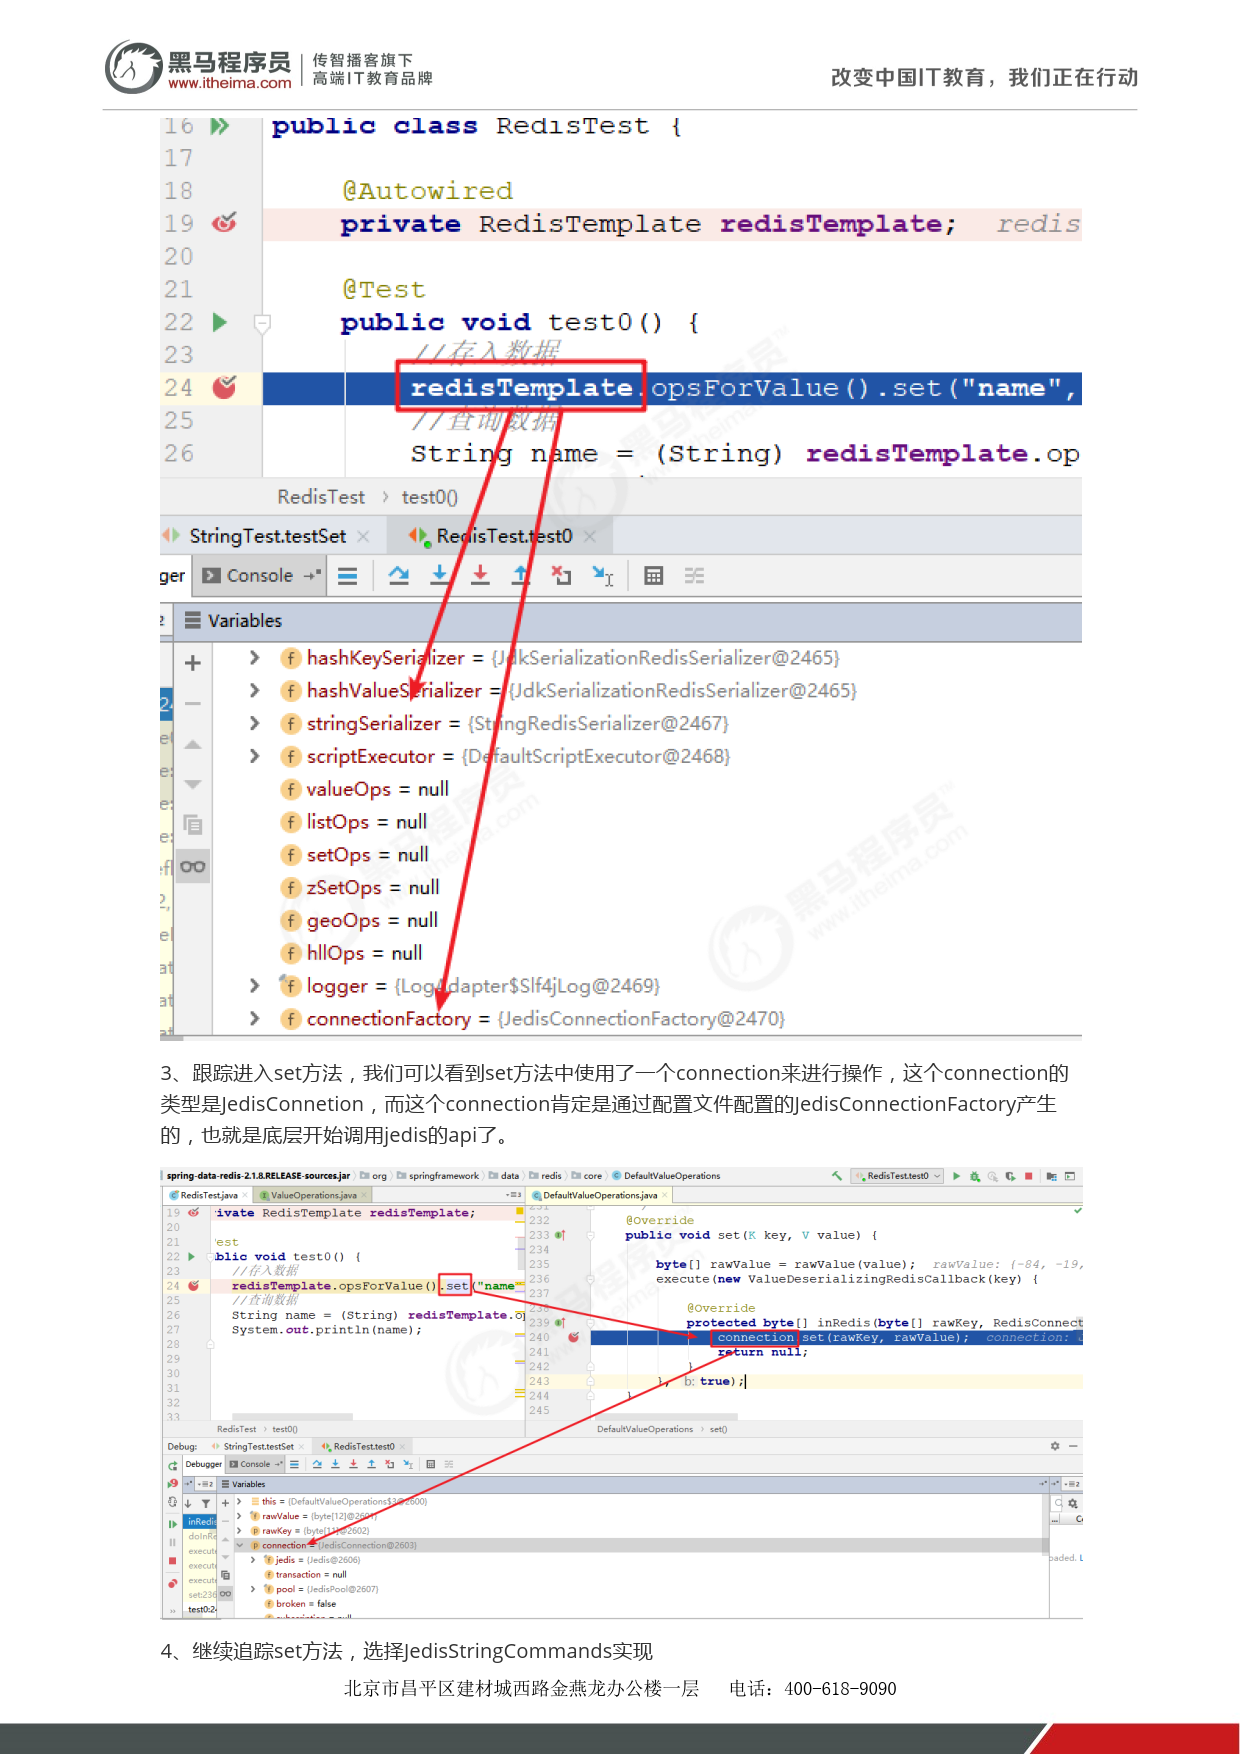 黑马程序员
www.itheima.com
传智播客旗下
高端IT教育品牌
改变中国IT教育，我们正在行动
16 public class RedisTest {
17
18 @Autowired
19 private RedisTemplate redisTemplate; redis
20
21 @Test
22 public void test0() {
23 //存入数据
24 redisTemplate.opsForValue().set("name",
25 //查询数据
26 String name = (String) redisTemplate.op
RedisTest › test0()
StringTest.testSet × RedisTest.test0 ×
ger Console
Variables
hashKeySerializer = {JdkSerializationRedisSerializer@2465}
hashValueSerializer = {JdkSerializationRedisSerializer@2465}
stringSerializer = {StringRedisSerializer@2467}
scriptExecutor = {DefaultScriptExecutor@2468}
valueOps = null
listOps = null
setOps = null
zSetOps = null
geoOps = null
hllOps = null
logger = {LogAdapter$Slf4jLog@2469}
connectionFactory = {JedisConnectionFactory@2470}
3、跟踪进入set方法，我们可以看到set方法中使用了一个connection来进行操作，这个connection的
类型是JedisConnetion，而这个connection肯定是通过配置文件配置的JedisConnectionFactory产生
的，也就是底层开始调用jedis的api了。
spring-data-redis-2.1.8.RELEASE-sources.jar › org › springframework › data › redis › core › DefaultValueOperations RedisTest.test0
RedisTest.java × ValueOperations.java ×
19 rivate RedisTemplate redisTemplate;
20
21 est
22 blic void test0() {
23 //存入数据
24 redisTemplate.opsForValue().set("name"
25 //查询数据
26 String name = (String) redisTemplate.o
27 System.out.println(name);
28
29
30
31
32
33
RedisTest › test0()
DefaultValueOperations.java ×
232 @Override
233 public void set(K key, V value) {
234
235 byte[] rawValue = rawValue(value); rawValue: {-84, -19,
236 execute(new ValueDeserializingRedisCallback(key) {
237
238 @Override
239 protected byte[] inRedis(byte[] rawKey, RedisConnect
240 connection.set(rawKey, rawValue); connection:
241 return null;
242 }
243 }, b: true);
244 }
245
DefaultValueOperations › set()
Debug: StringTest.testSet × RedisTest.test0 ×
Debugger Console
Variables
this = {DefaultValueOperations$3@2600}
rawValue = {byte[12]@2601}
rawKey = {byte[11]@2602}
connection = {JedisConnection@2603}
jedis = {Jedis@2606}
transaction = null
pool = {JedisPool@2607}
broken = false
inRedis
doInRe
execute
execute
execute
set:236
test0:24
4、继续追踪set方法，选择JedisStringCommands实现
北京市昌平区建材城西路金燕龙办公楼一层 电话：400-618-9090